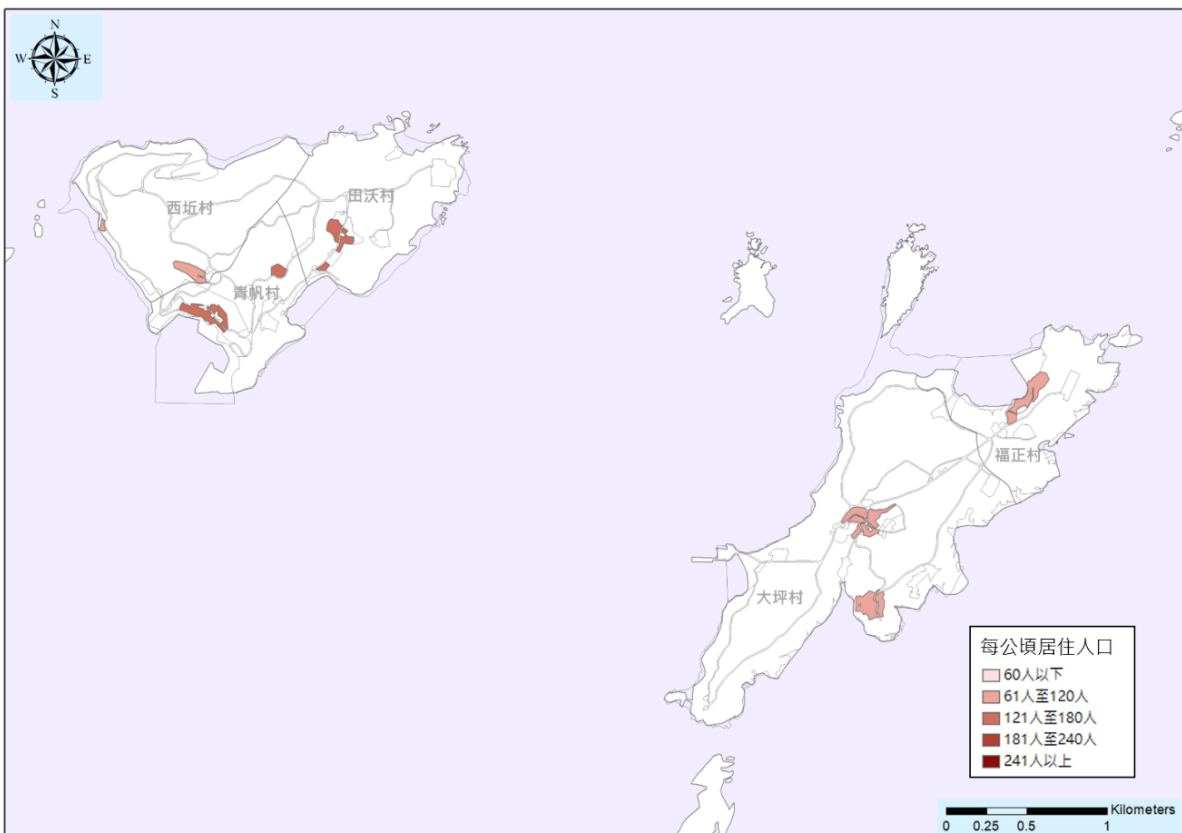 N
W E
S
田沃村
西坵村
青帆村
福正村
大坪村
每公頃居住人口
60人以下
61人至120人
121人至180人
181人至240人
241人以上
Kilometers
0 0.25 0.5 1